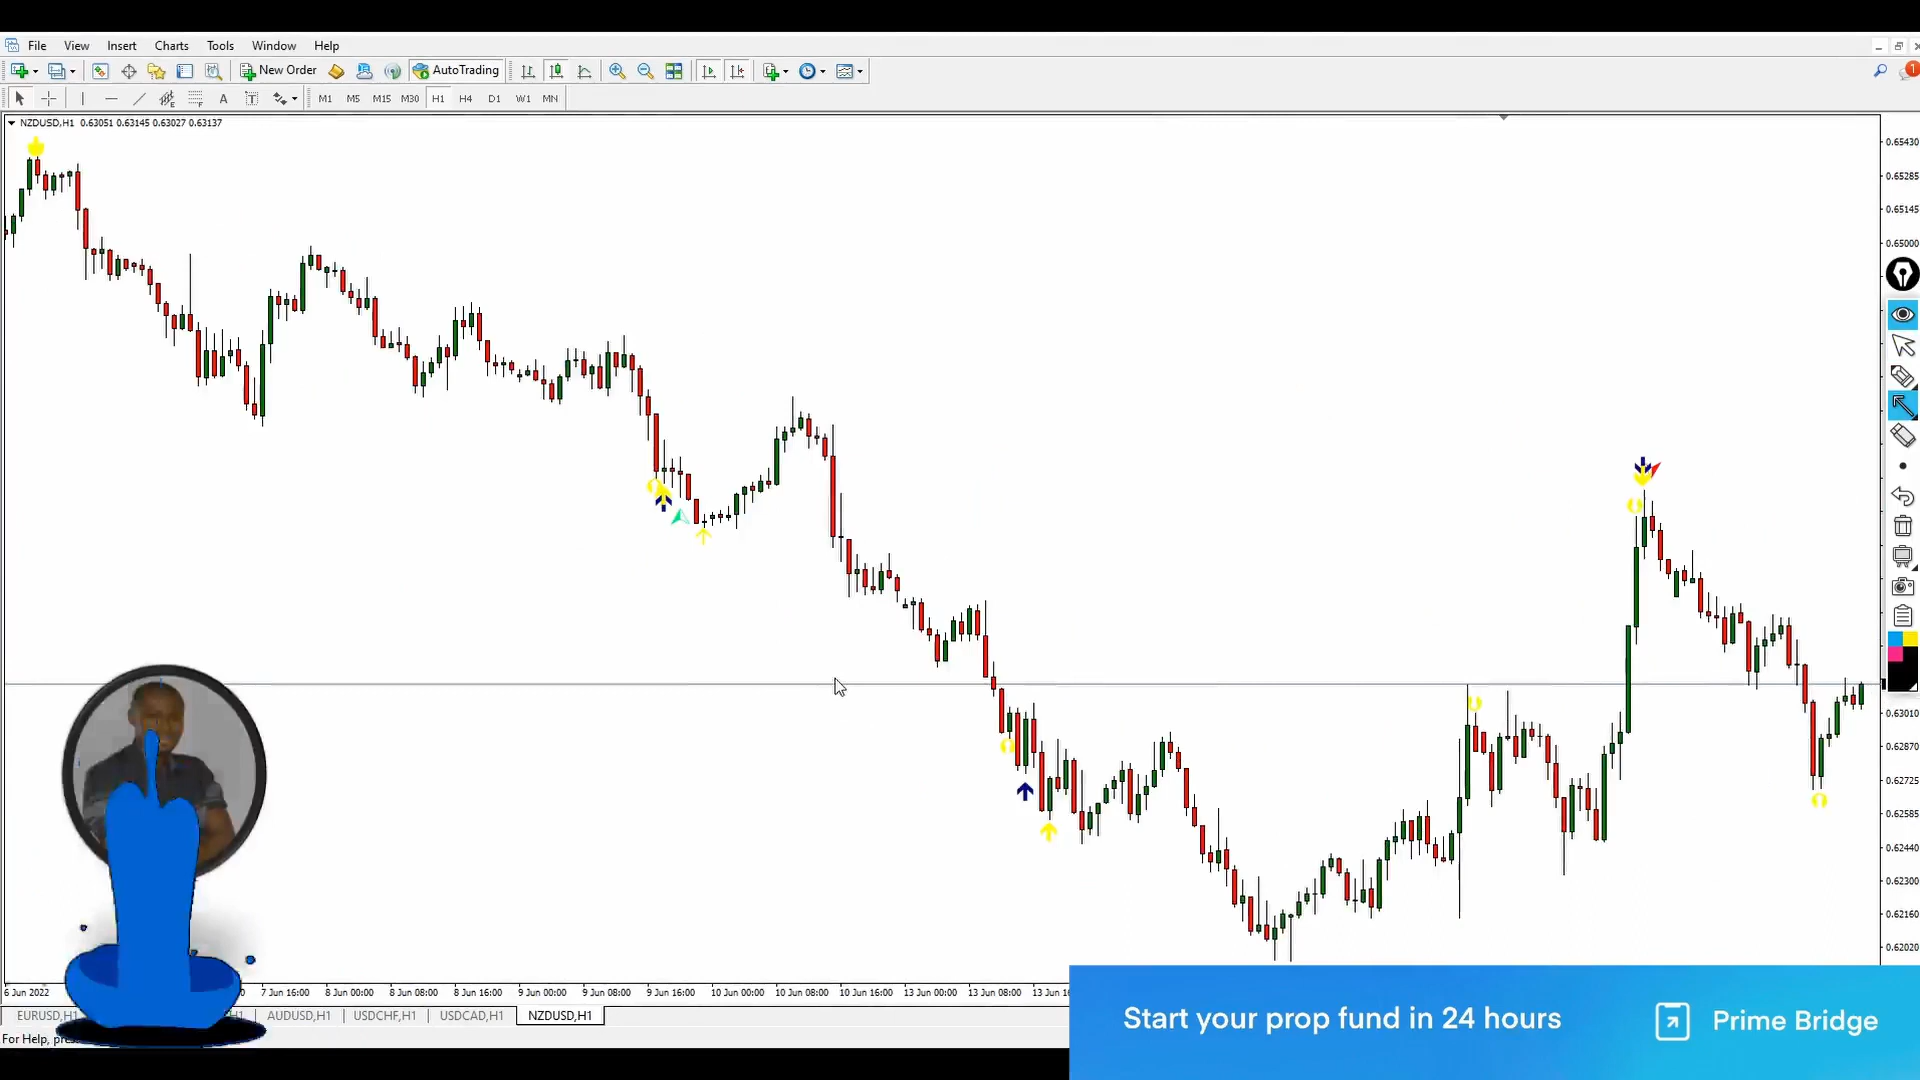 File View Insert Charts Tools Window Help
1
New Order AutoTrading
A T M1 M5 M15 M30 H1 H4 D1 W1 MN
NZDUSD,H1 0.63051 0.63145 0.63027 0.63137
0.65430
0.65285
0.65145
0.65000
0.63010
0.62870
0.62725
0.62585
0.62440
0.62300
0.62160
0.62020
6 Jun 2022 7 Jun 16:00 8 Jun 00:00 8 Jun 08:00 8 Jun 16:00 9 Jun 00:00 9 Jun 08:00 9 Jun 16:00 10 Jun 00:00 10 Jun 08:00 10 Jun 16:00 13 Jun 00:00 13 Jun 08:00 13 Jun 16
EURUSD,H1 AUDUSD,H1 USDCHF,H1 USDCAD,H1 NZDUSD,H1
For Help, pre
Start your prop fund in 24 hours
Prime Bridge